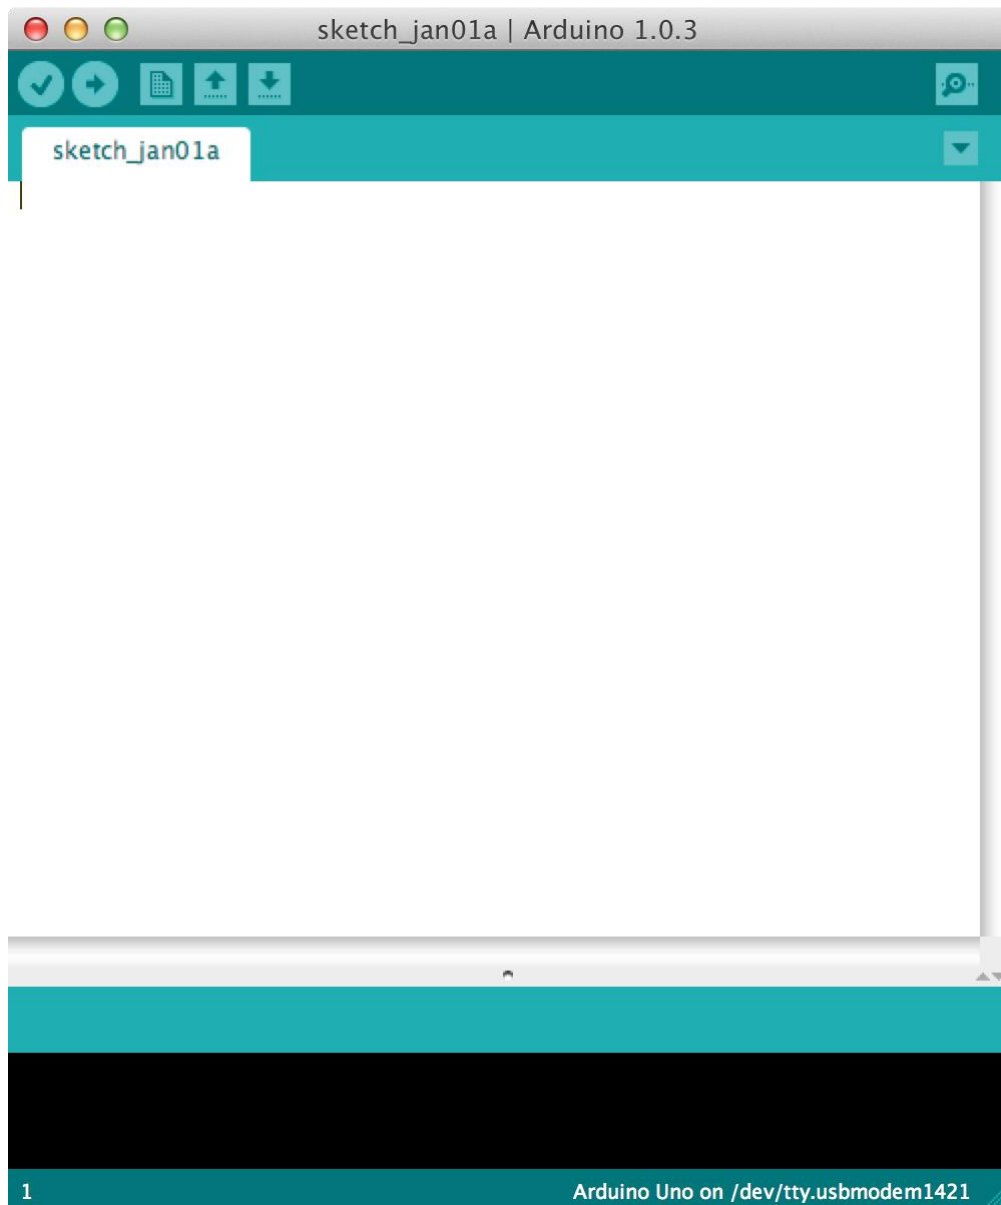 sketch_jan01a | Arduino 1.0.3
sketch_jan01a
1 Arduino Uno on /dev/tty.usbmodem1421